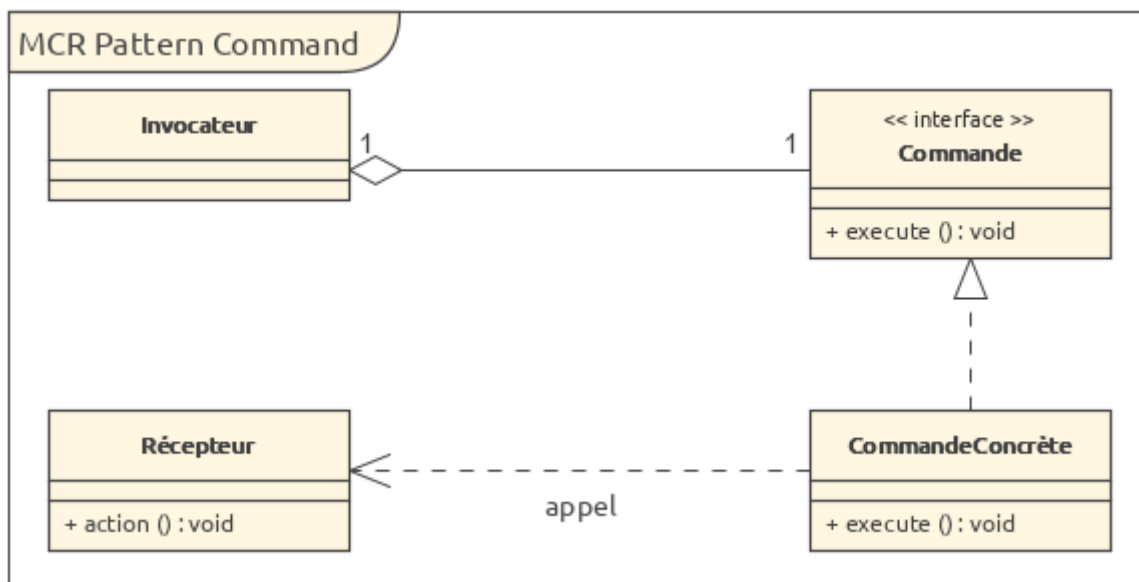 MCR Pattern Command
Invocateur
1
1
<< interface >>
Commande
+ execute () : void
Récepteur
+ action () : void
appel
CommandeConcrète
+ execute () : void